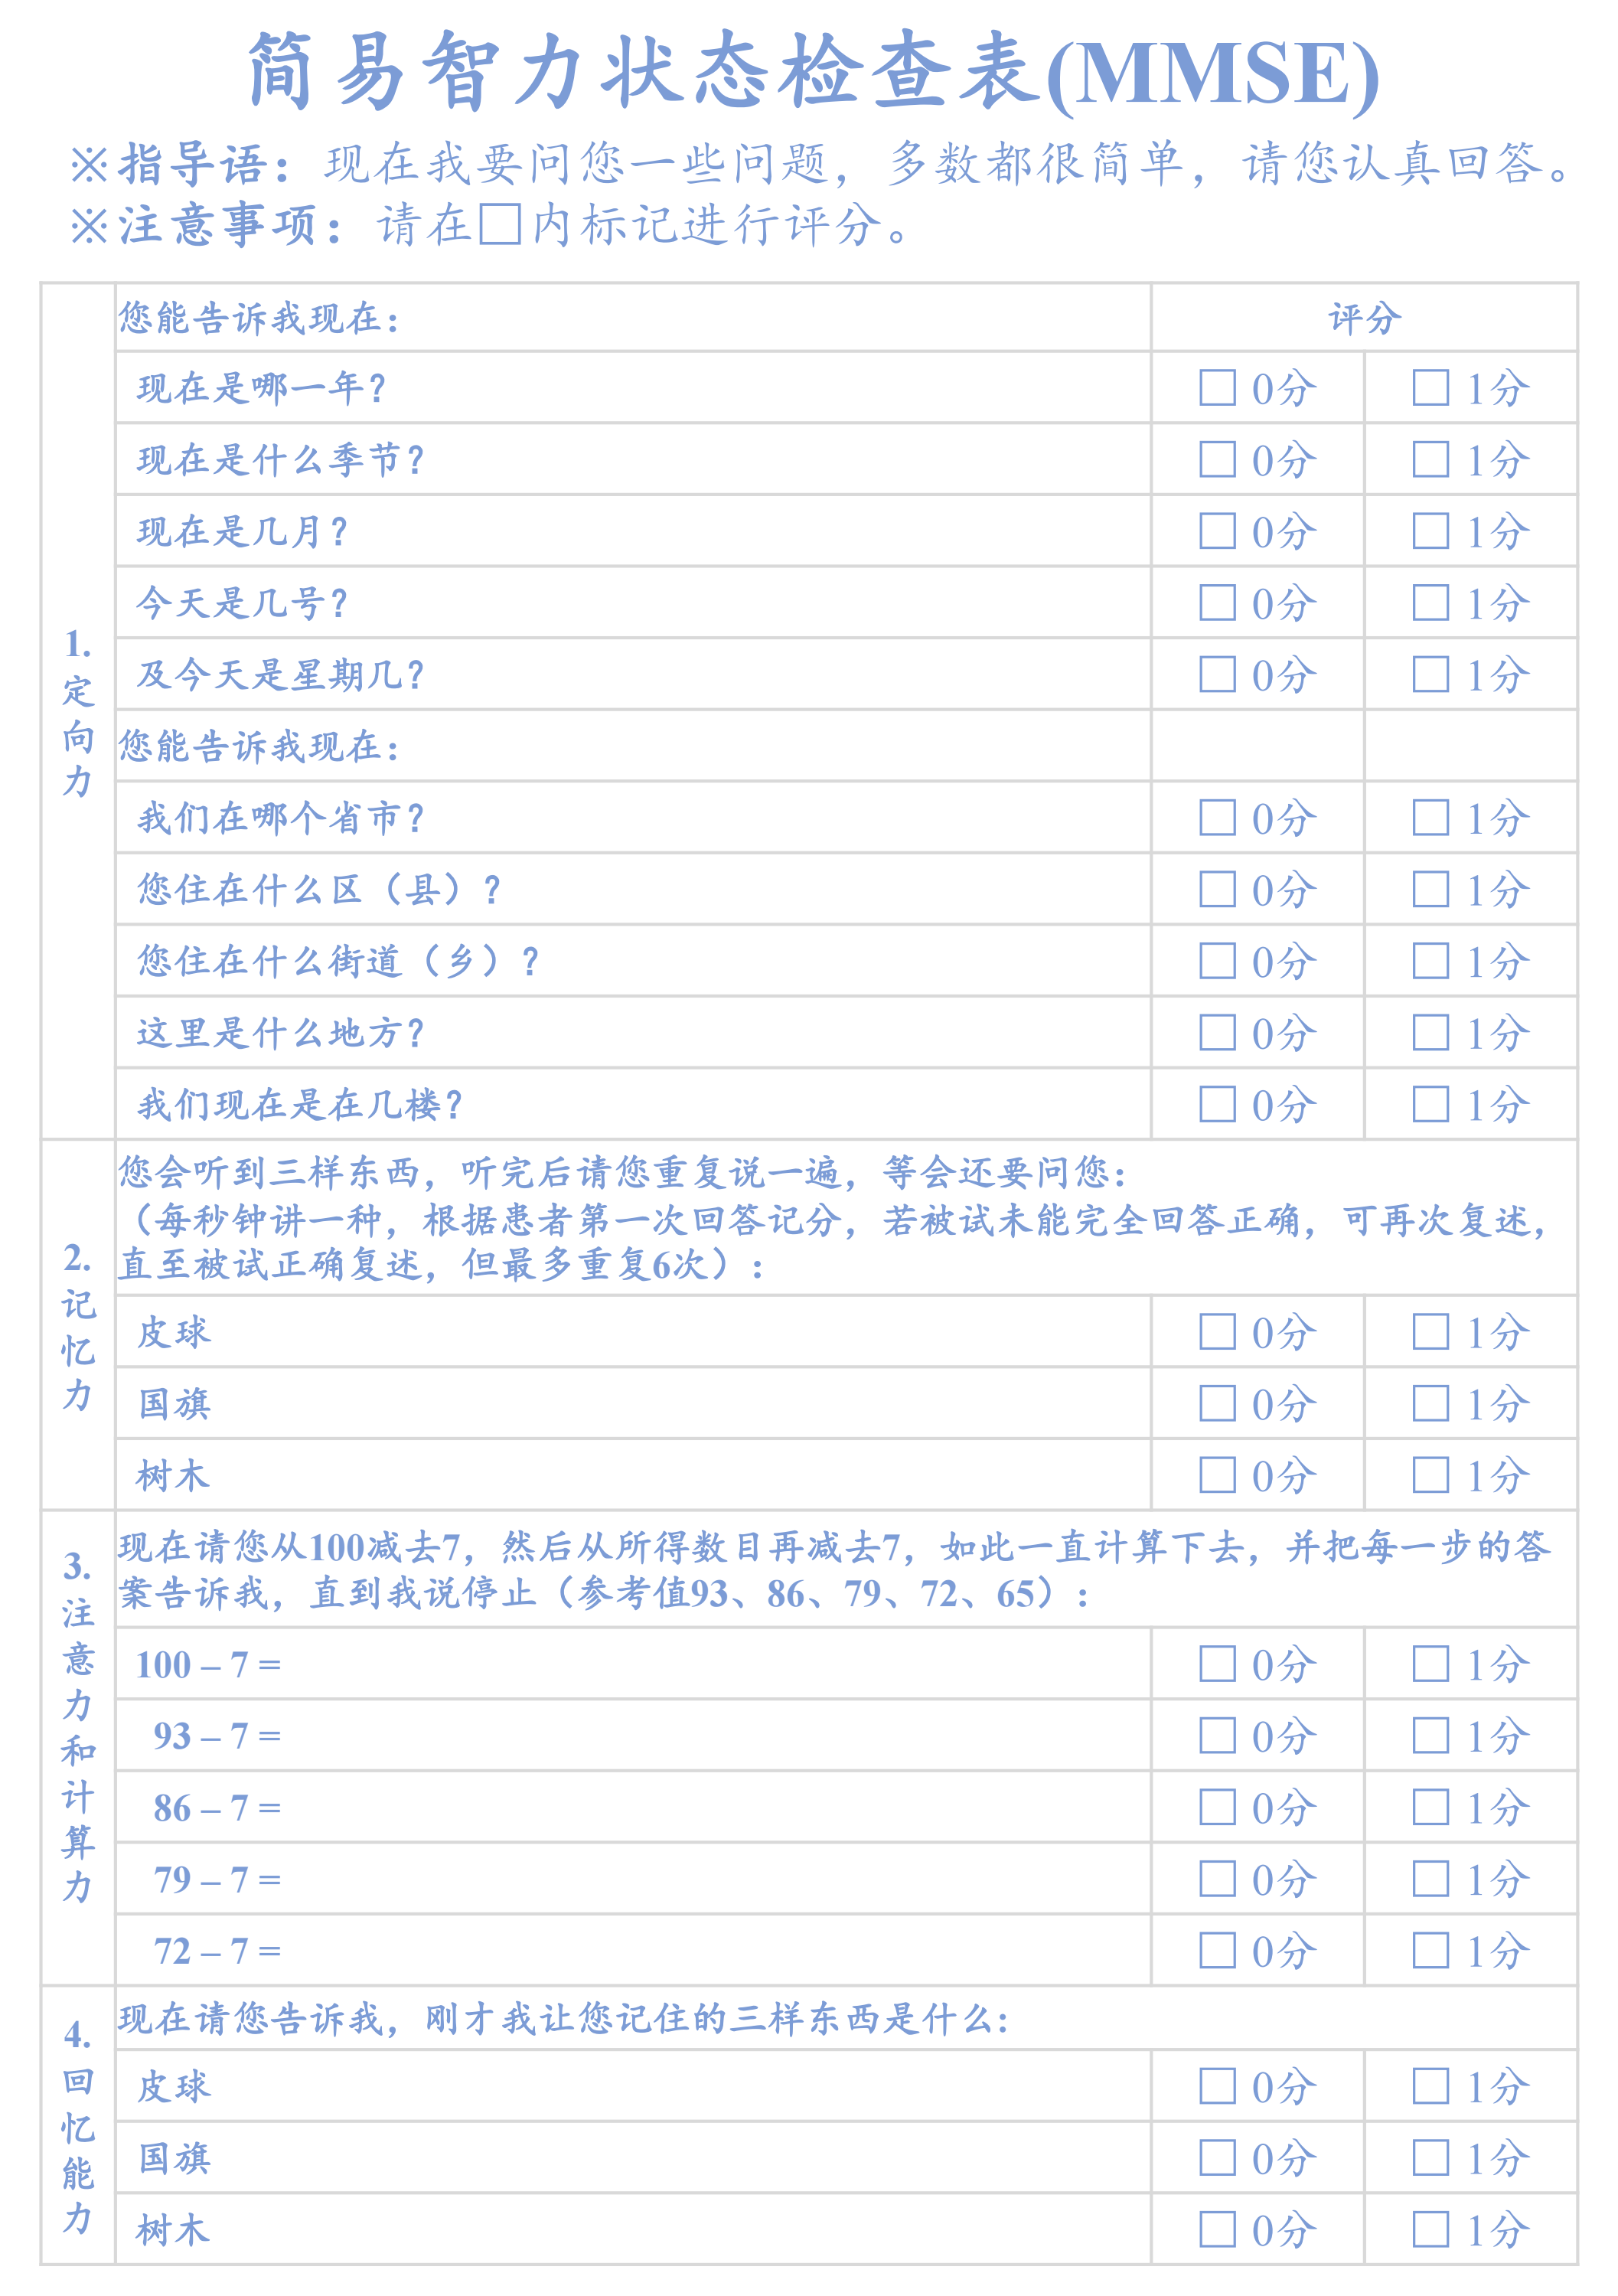 简易智力状态检查表(MMSE)
※指导语：现在我要问您一些问题，多数都很简单，请您认真回答。
※注意事项：请在□内标记进行评分。
1.
定
向
力
您能告诉我现在： 评分
现在是哪一年？ □ 0分 □ 1分
现在是什么季节？ □ 0分 □ 1分
现在是几月？ □ 0分 □ 1分
今天是几号？ □ 0分 □ 1分
及今天是星期几？ □ 0分 □ 1分
您能告诉我现在：
我们在哪个省市？ □ 0分 □ 1分
您住在什么区（县）？ □ 0分 □ 1分
您住在什么街道（乡）？ □ 0分 □ 1分
这里是什么地方？ □ 0分 □ 1分
我们现在是在几楼？ □ 0分 □ 1分
2.
记
忆
力
您会听到三样东西，听完后请您重复说一遍，等会还要问您：
（每秒钟讲一种，根据患者第一次回答记分，若被试未能完全回答正确，可再次复述，
直至被试正确复述，但最多重复6次）：
皮球 □ 0分 □ 1分
国旗 □ 0分 □ 1分
树木 □ 0分 □ 1分
3.
注
意
力
和
计
算
力
现在请您从100减去7，然后从所得数目再减去7，如此一直计算下去，并把每一步的答
案告诉我，直到我说停止（参考值93、86、79、72、65）：
100 – 7 = □ 0分 □ 1分
93 – 7 = □ 0分 □ 1分
86 – 7 = □ 0分 □ 1分
79 – 7 = □ 0分 □ 1分
72 – 7 = □ 0分 □ 1分
4.
回
忆
能
力
现在请您告诉我，刚才我让您记住的三样东西是什么：
皮球 □ 0分 □ 1分
国旗 □ 0分 □ 1分
树木 □ 0分 □ 1分